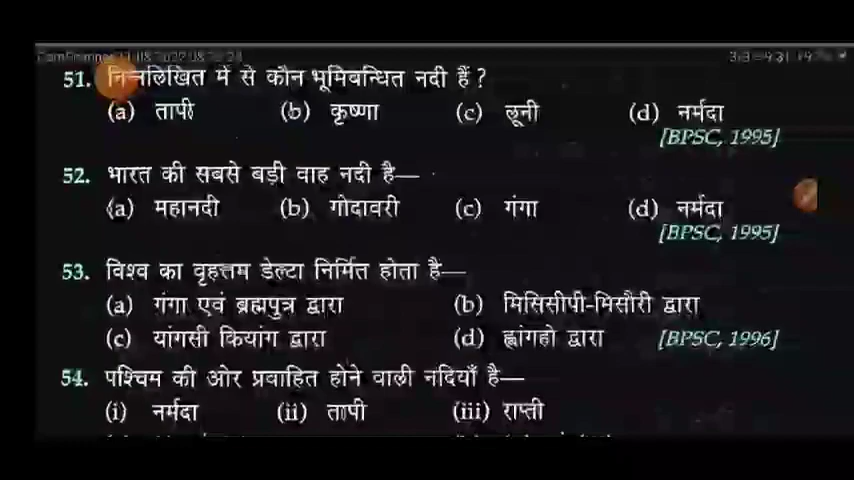 51. निम्नलिखित में से कौन भूमिबन्धित नदी हैं ?
(a) तापी (b) कृष्णा (c) लूनी (d) नर्मदा
[BPSC, 1995]
52. भारत की सबसे बड़ी वाह नदी है—
(a) महानदी (b) गोदावरी (c) गंगा (d) नर्मदा
[BPSC, 1995]
53. विश्व का वृहत्तम डेल्टा निर्मित होता है—
(a) गंगा एवं ब्रह्मपुत्र द्वारा (b) मिसिसीपी-मिसौरी द्वारा
(c) यांगसी कियांग द्वारा (d) ह्वांगहो द्वारा [BPSC, 1996]
54. पश्चिम की ओर प्रवाहित होने वाली नदियाँ है—
(i) नर्मदा (ii) तापी (iii) राप्ती